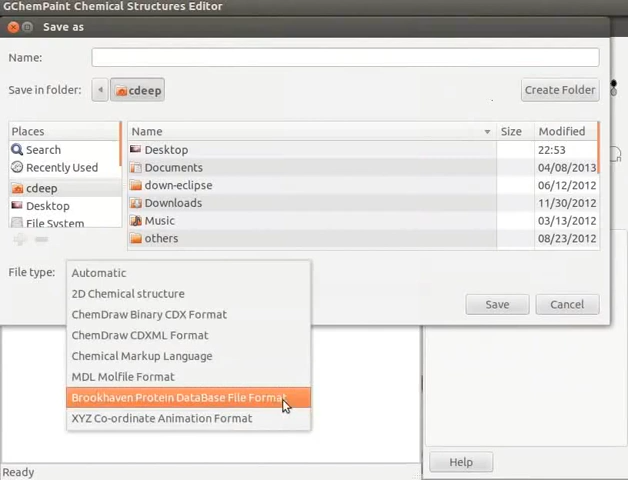 GChemPaint Chemical Structures Editor
Save as
Name:
Save in folder: cdeep Create Folder
Places Name Size Modified
Search Desktop 22:53
Recently Used Documents 04/08/2013
cdeep down-eclipse 06/12/2012
Desktop Downloads 11/30/2012
File System Music 03/13/2012
others 08/23/2012
File type: Automatic
2D Chemical structure
ChemDraw Binary CDX Format Save Cancel
ChemDraw CDXML Format
Chemical Markup Language
MDL Molfile Format
Brookhaven Protein DataBase File Format
XYZ Co-ordinate Animation Format
Help
Ready